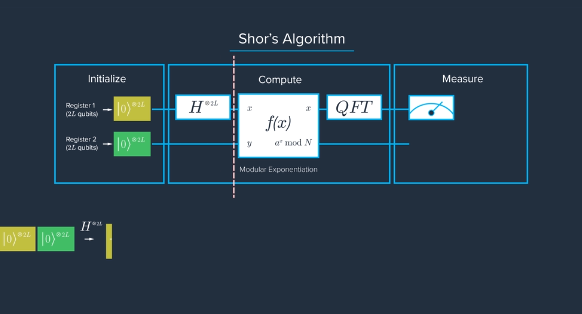 Shor's Algorithm
Initialize
Compute
Measure
Register 1
(2L qubits)
|0⟩^{⊗2L}
H^{⊗2L}
x
x
f(x)
y
a^x mod N
QFT
Register 2
(2L qubits)
|0⟩^{⊗2L}
Modular Exponentiation
|0⟩^{⊗2L} |0⟩^{⊗2L} H^{⊗2L}